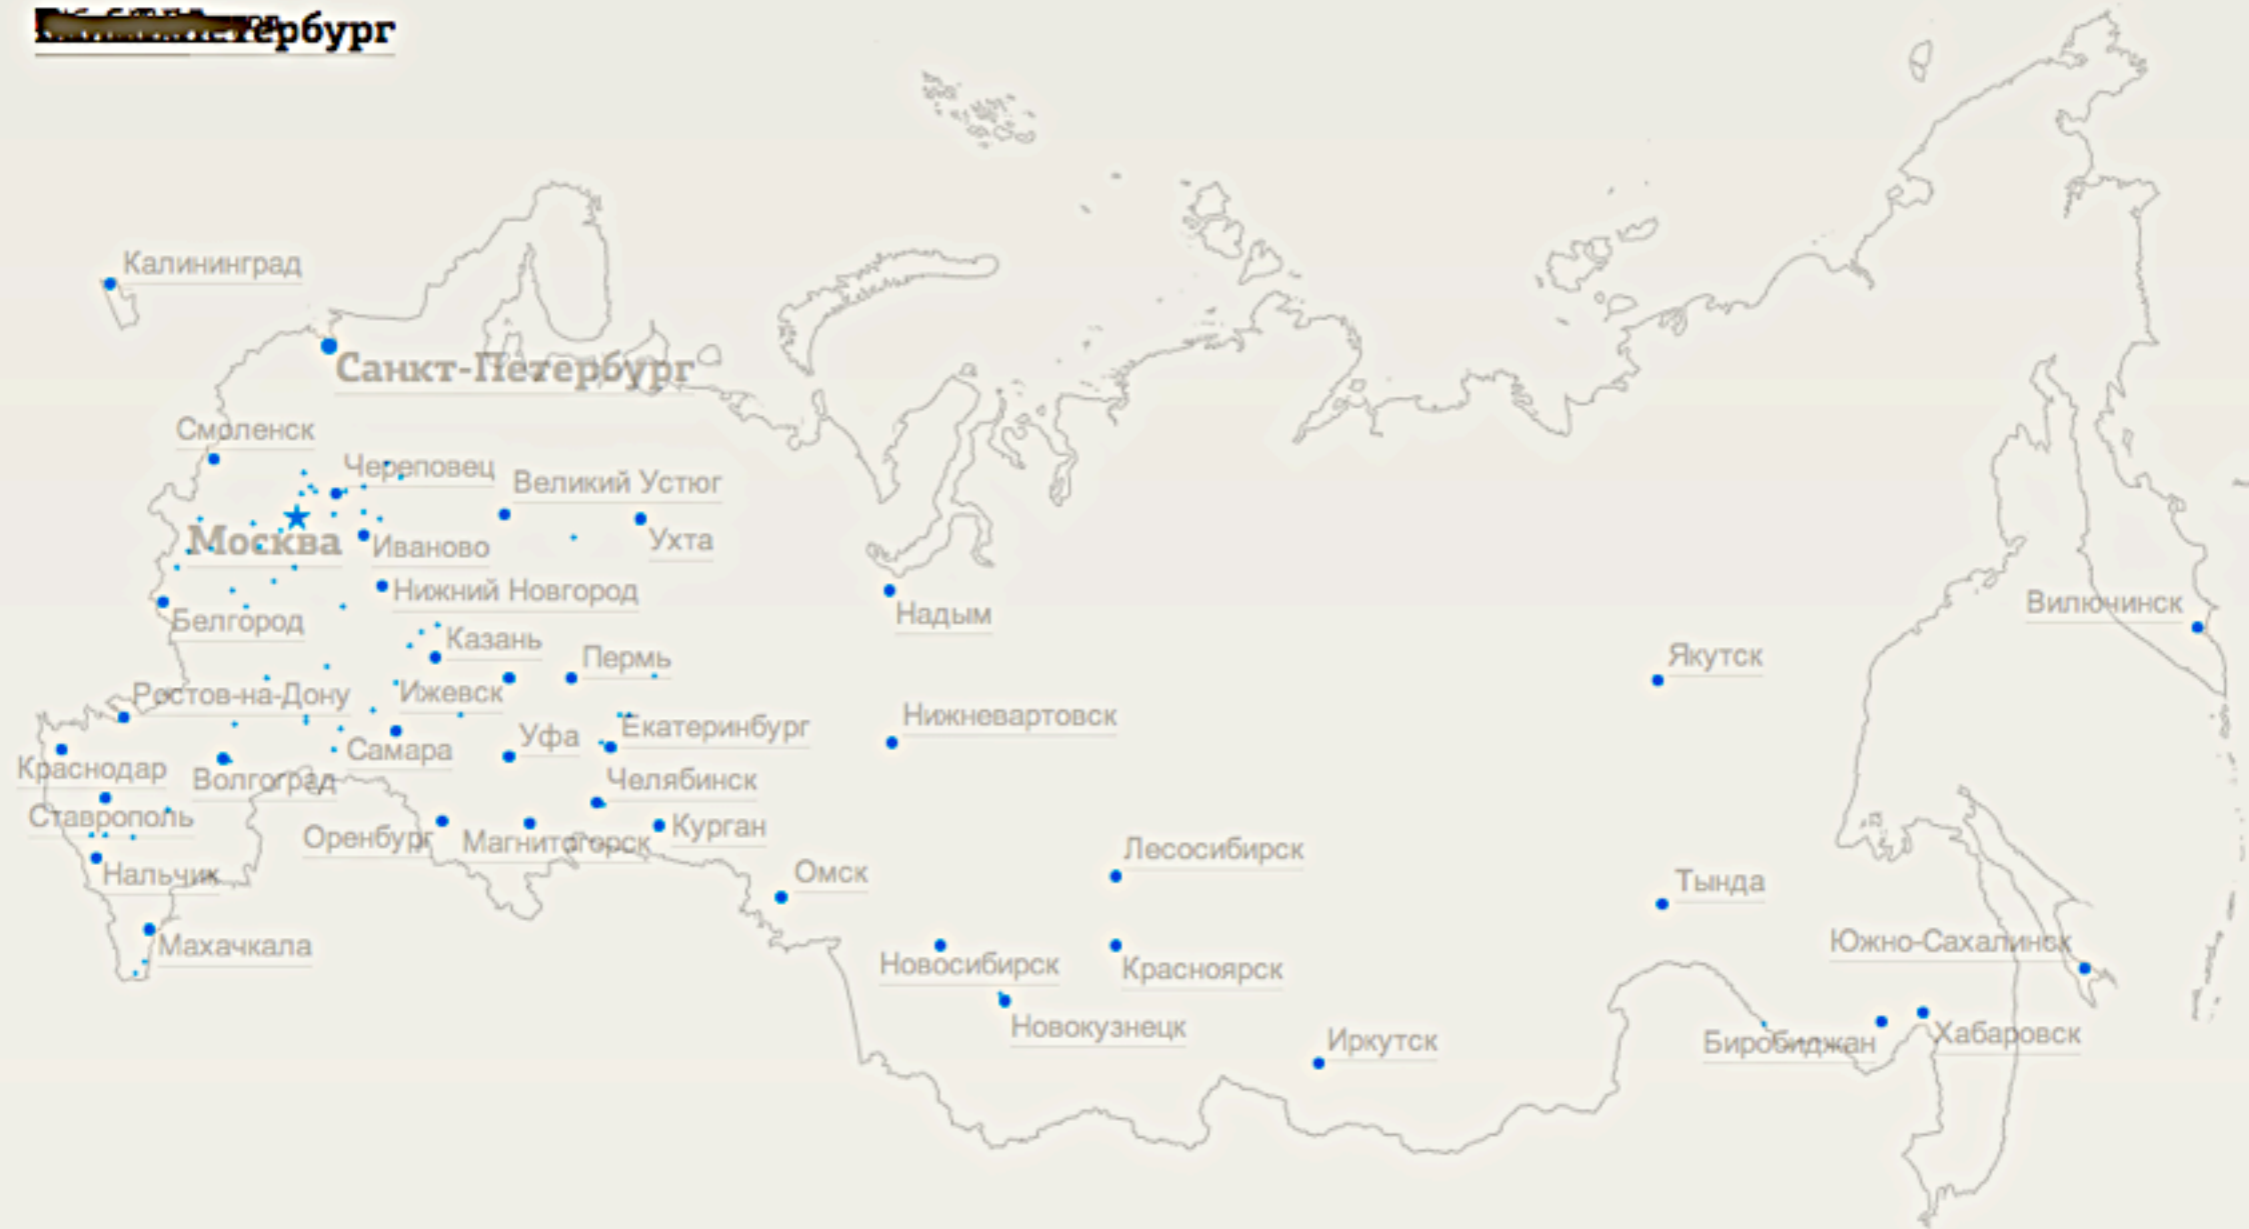 Петербург
Калининград
Санкт-Петербург
Смоленск
Череповец
Великий Устюг
Москва
Иваново
Ухта
Нижний Новгород
Белгород
Надым
Вилючинск
Казань
Пермь
Якутск
Ростов-на-Дону
Ижевск
Нижневартовск
Екатеринбург
Уфа
Самара
Краснодар
Волгоград
Челябинск
Ставрополь
Оренбург
Магнитогорск
Курган
Лесосибирск
Нальчик
Омск
Тында
Махачкала
Южно-Сахалинск
Новосибирск
Красноярск
Новокузнецк
Иркутск
Биробиджан
Хабаровск